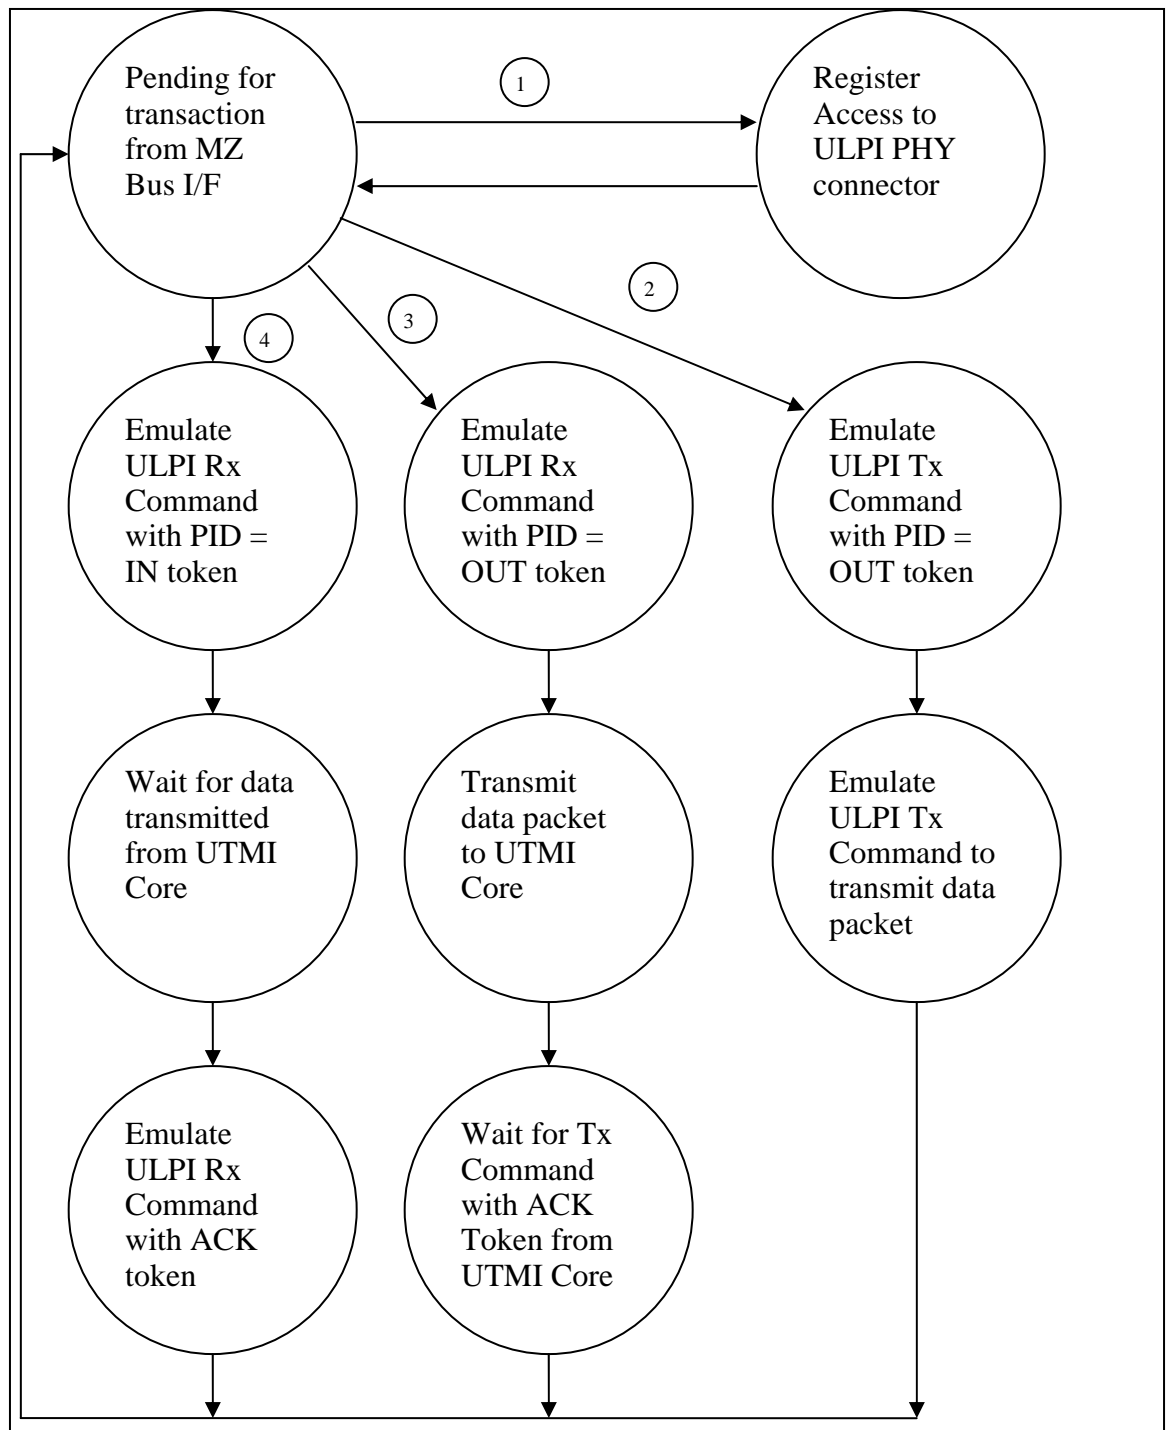 Pending for
transaction
from MZ
Bus I/F
1
Register
Access to
ULPI PHY
connector
2
3
4
Emulate
ULPI Rx
Command
with PID =
IN token
Emulate
ULPI Rx
Command
with PID =
OUT token
Emulate
ULPI Tx
Command
with PID =
OUT token
Wait for data
transmitted
from UTMI
Core
Transmit
data packet
to UTMI
Core
Emulate
ULPI Tx
Command to
transmit data
packet
Emulate
ULPI Rx
Command
with ACK
token
Wait for Tx
Command
with ACK
Token from
UTMI Core